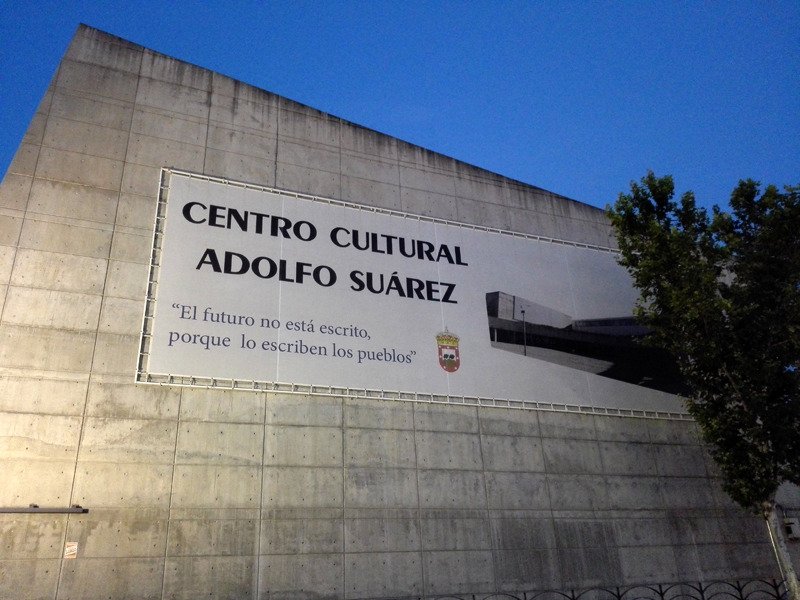 CENTRO CULTURAL
ADOLFO SUÁREZ
“El futuro no está escrito,
porque lo escriben los pueblos”